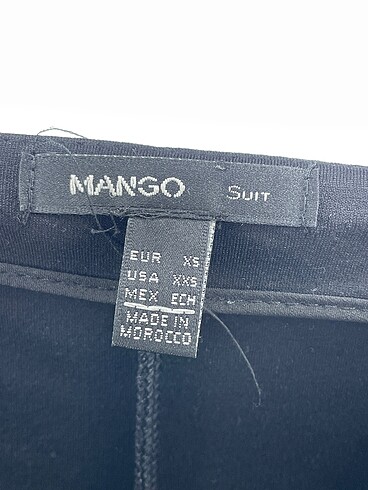 MANGO SUIT
EUR XS
USA XXS
MEX ECH
MADE IN
MOROCCO